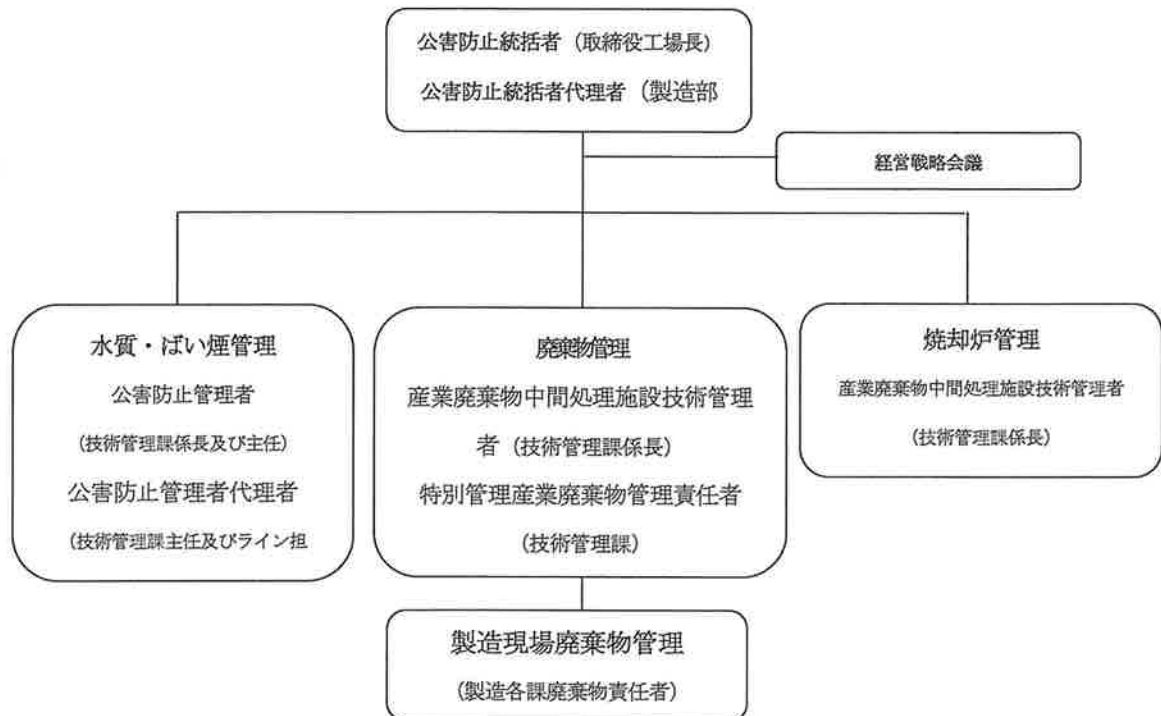 公害防止統括者（取締役工場長）
公害防止統括者代理者（製造部
経営戦略会議
水質・ばい煙管理
公害防止管理者
（技術管理課係長及び主任）
公害防止管理者代理者
（技術管理課主任及びライン担
廃棄物管理
産業廃棄物中間処理施設技術管理
者（技術管理課係長）
特別管理産業廃棄物管理責任者
（技術管理課）
焼却炉管理
産業廃棄物中間処理施設技術管理者
（技術管理課係長）
製造現場廃棄物管理
（製造各課廃棄物責任者）